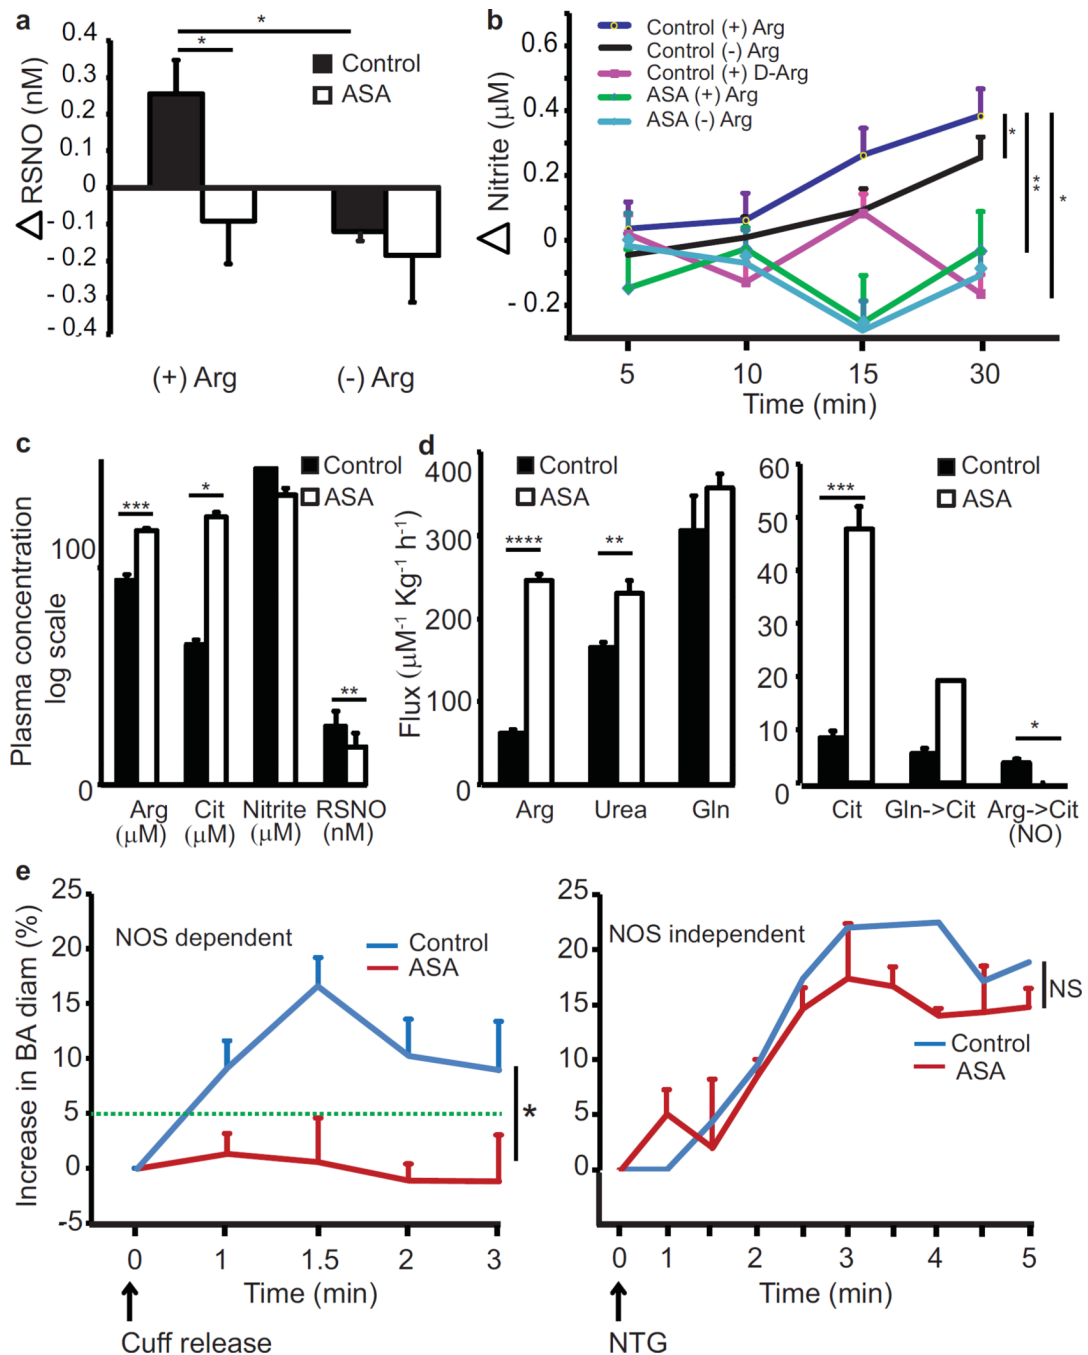 a
*
*
Control
ASA
△ RSNO (nM)
0.4
0.3
0.2
0.1
0
- 0.1
- 0.2
- 0.3
- 0.4
(+) Arg
(-) Arg
b
Control (+) Arg
Control (-) Arg
Control (+) D-Arg
ASA (+) Arg
ASA (-) Arg
△ Nitrite (μM)
0.6
0.4
0.2
0
- 0.2
*
**
*
5
10
15
30
Time (min)
c
Control
ASA
***
*
**
Plasma concentration
log scale
100
0
Arg
(μM)
Cit
(μM)
Nitrite
(μM)
RSNO
(nM)
d
Control
ASA
****
**
Flux (μM⁻¹ Kg⁻¹ h⁻¹)
400
300
200
100
0
Arg
Urea
Gln
Control
ASA
***
*
60
50
40
30
20
10
0
Cit
Gln->Cit
Arg->Cit
(NO)
e
Increase in BA diam (%)
25
20
15
10
5
0
-5
NOS dependent
Control
ASA
*
0
1
1.5
2
3
Time (min)
Cuff release
25
20
15
10
5
0
NOS independent
NS
Control
ASA
0
1
2
3
4
5
Time (min)
NTG